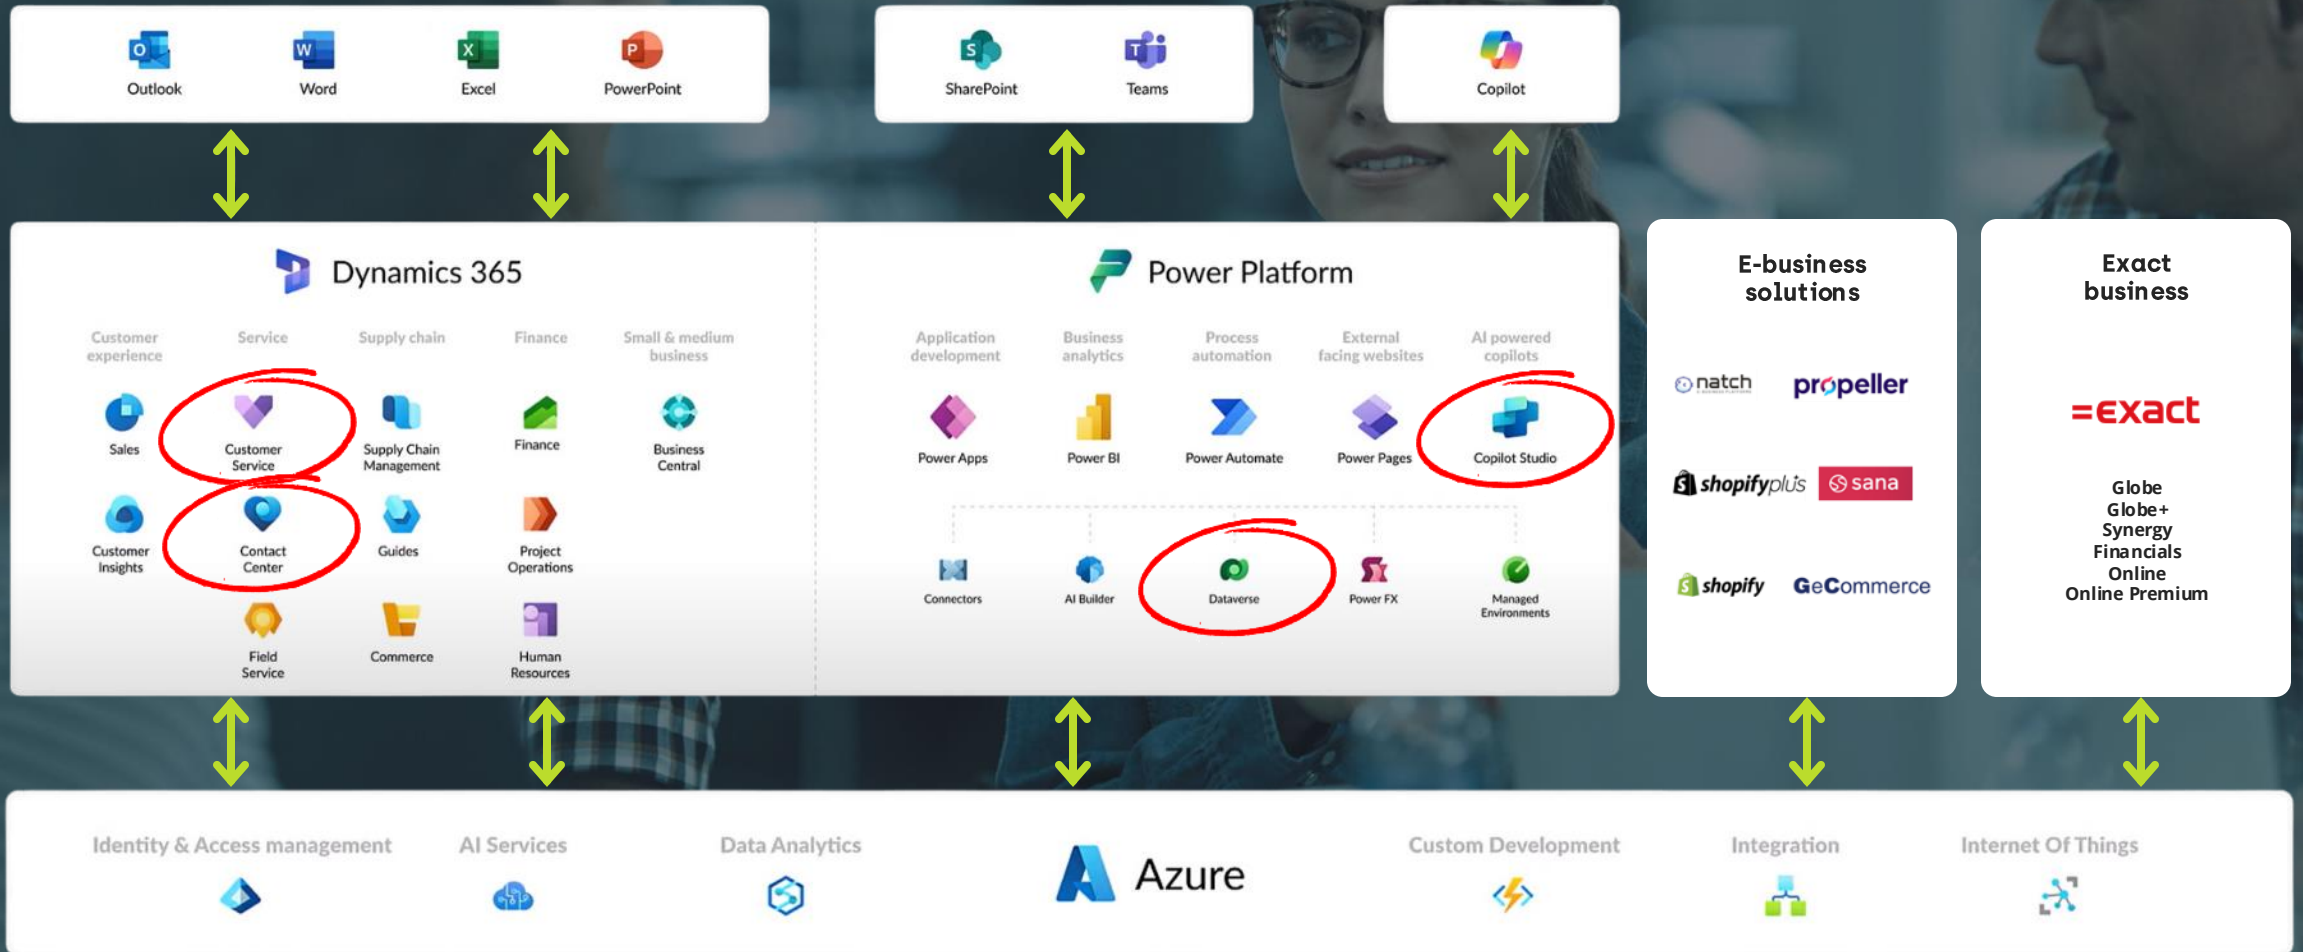 Outlook
Word
Excel
PowerPoint
SharePoint
Teams
Copilot
Dynamics 365
Customer
experience
Service
Supply chain
Finance
Small & medium
business
Sales
Customer
Service
Supply Chain
Management
Finance
Business
Central
Customer
Insights
Contact
Center
Guides
Project
Operations
Field
Service
Commerce
Human
Resources
Power Platform
Application
development
Business
analytics
Process
automation
External
facing websites
AI powered
copilots
Power Apps
Power BI
Power Automate
Power Pages
Copilot Studio
Connectors
AI Builder
Dataverse
Power FX
Managed
Environments
E-business
solutions
natch
propeller
shopifyplus
sana
shopify
GeCommerce
Exact
business
=exact
Globe
Globe+
Synergy
Financials
Online
Online Premium
Identity & Access management
AI Services
Data Analytics
Azure
Custom Development
Integration
Internet Of Things